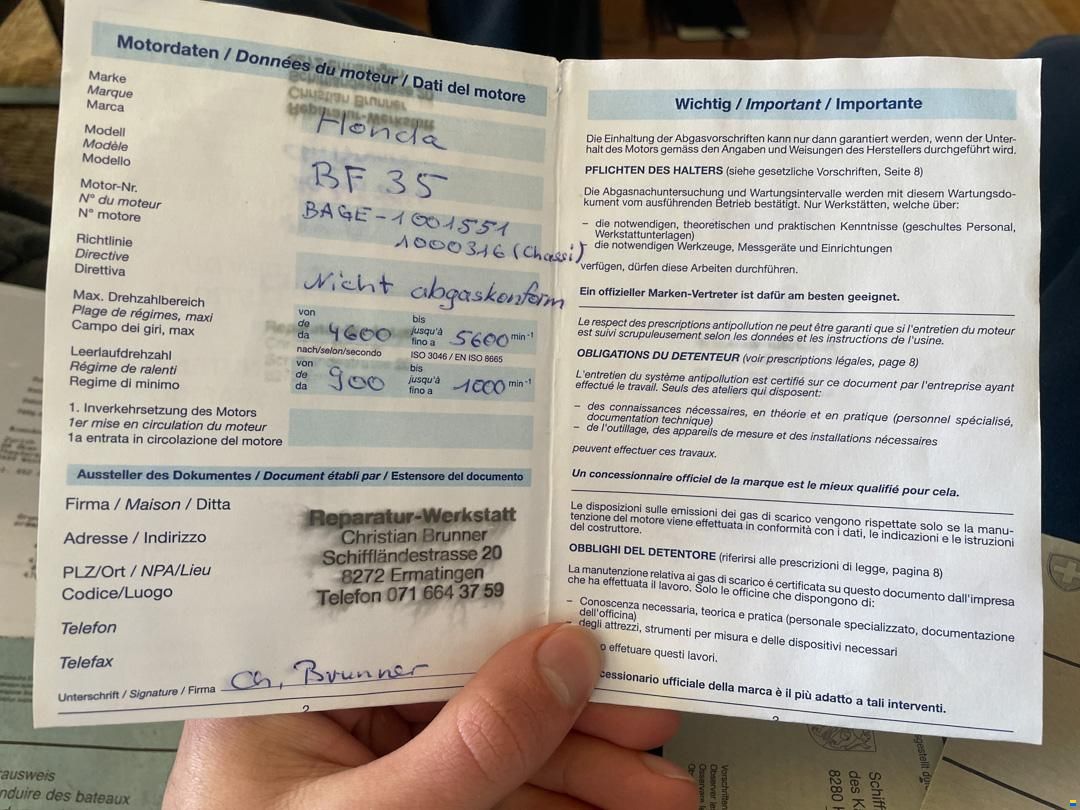 Motordaten / Données du moteur / Dati del motore
Marke
Marque
Marca
Honda
Modell
Modèle
Modello
BF 35
Motor-Nr.
N° du moteur
N° motore
BAGE-1001551
1000316 (Chassi)
Richtlinie
Directive
Direttiva
Nicht abgaskonform
Max. Drehzahlbereich
Plage de régimes, maxi
Campo dei giri, max
von
de
da 4600
bis
jusqu'à
fino a 5600 min⁻¹
nach/selon/secondo ISO 3046 / EN ISO 8665
Leerlaufdrehzahl
Régime de ralenti
Regime di minimo
von
de
da 900
bis
jusqu'à
fino a 1000 min⁻¹
1. Inverkehrsetzung des Motors
1er mise en circulation du moteur
1a entrata in circolazione del motore
Aussteller des Dokumentes / Document établi par / Estensore del documento
Firma / Maison / Ditta
Adresse / Indirizzo
PLZ/Ort / NPA/Lieu
Codice/Luogo
Telefon
Telefax
Reparatur-Werkstatt
Christian Brunner
Schiffländestrasse 20
8272 Ermatingen
Telefon 071 664 37 59
Unterschrift / Signature / Firma Ch. Brunner
Wichtig / Important / Importante
Die Einhaltung der Abgasvorschriften kann nur dann garantiert werden, wenn der Unter-
halt des Motors gemäss den Angaben und Weisungen des Herstellers durchgeführt wird.
PFLICHTEN DES HALTERS (siehe gesetzliche Vorschriften, Seite 8)
Die Abgasnachuntersuchung und Wartungsintervalle werden mit diesem Wartungsdo-
kument vom ausführenden Betrieb bestätigt. Nur Werkstätten, welche über:
– die notwendigen, theoretischen und praktischen Kenntnisse (geschultes Personal,
Werkstattunterlagen)
die notwendigen Werkzeuge, Messgeräte und Einrichtungen
verfügen, dürfen diese Arbeiten durchführen.
Ein offizieller Marken-Vertreter ist dafür am besten geeignet.
Le respect des prescriptions antipollution ne peut être garanti que si l'entretien du moteur
est suivi scrupuleusement selon les données et les instructions de l'usine.
OBLIGATIONS DU DETENTEUR (voir prescriptions légales, page 8)
L'entretien du système antipollution est certifié sur ce document par l'entreprise ayant
effectué le travail. Seuls des ateliers qui disposent:
– des connaissances nécessaires, en théorie et en pratique (personnel spécialisé,
documentation technique)
– de l'outillage, des appareils de mesure et des installations nécessaires
peuvent effectuer ces travaux.
Un concessionnaire officiel de la marque est le mieux qualifié pour cela.
Le disposizioni sulle emissioni dei gas di scarico vengono rispettate solo se la manu-
tenzione del motore viene effettuata in conformità con i dati, le indicazioni e le istruzioni
del costruttore.
OBBLIGHI DEL DETENTORE (riferirsi alle prescrizioni di legge, pagina 8)
La manutenzione relativa ai gas di scarico é certificata su questo documento dall'impresa
che ha effettuata il lavoro. Solo le officine che dispongono di:
– Conoscenza necessaria, teorica e pratica (personale specializzato, documentazione
dell'officina)
– degli attrezzi, strumenti per misura e delle dispositivi necessari
o effetuare questi lavori.
cessionario ufficiale della marca è il più adatto a tali interventi.
rausweis
nduire des bateaux
Schiff
des Ka
8280 K
Vorschriften